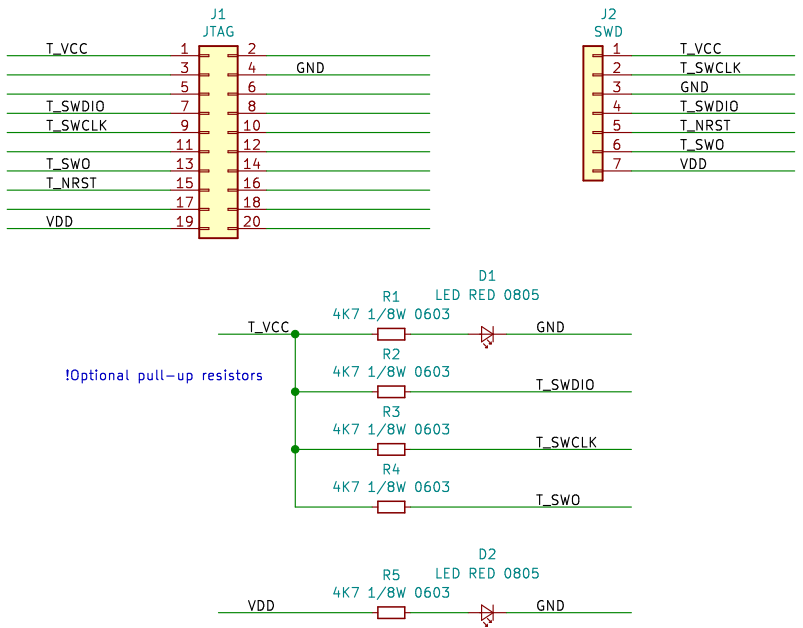 J1
JTAG
T_VCC 1 2
3 4 GND
5 6
T_SWDIO 7 8
T_SWCLK 9 10
11 12
T_SWO 13 14
T_NRST 15 16
17 18
VDD 19 20
J2
SWD
1 T_VCC
2 T_SWCLK
3 GND
4 T_SWDIO
5 T_NRST
6 T_SWO
7 VDD
D1
LED RED 0805
R1
4K7 1/8W 0603
T_VCC
GND
R2
4K7 1/8W 0603
!Optional pull-up resistors
T_SWDIO
R3
4K7 1/8W 0603
T_SWCLK
R4
4K7 1/8W 0603
T_SWO
D2
LED RED 0805
R5
4K7 1/8W 0603
VDD
GND